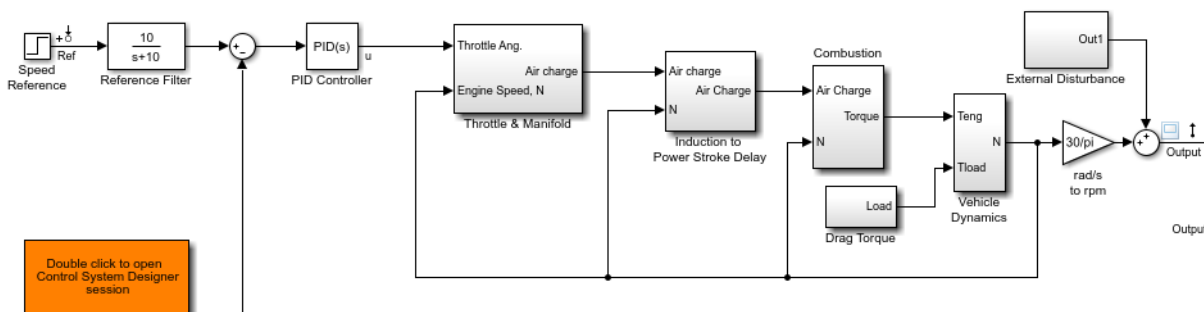 Ref
Speed
Reference
10
s+10
Reference Filter
+
−
PID(s)
u
PID Controller
Throttle Ang.
Air charge
Engine Speed, N
Throttle & Manifold
Air charge
Air Charge
N
Induction to
Power Stroke Delay
Combustion
Air Charge
Torque
N
Load
Drag Torque
Teng
N
Tload
Vehicle
Dynamics
30/pi
rad/s
to rpm
Out1
External Disturbance
+
+
Output
Output
Double click to open
Control System Designer
session